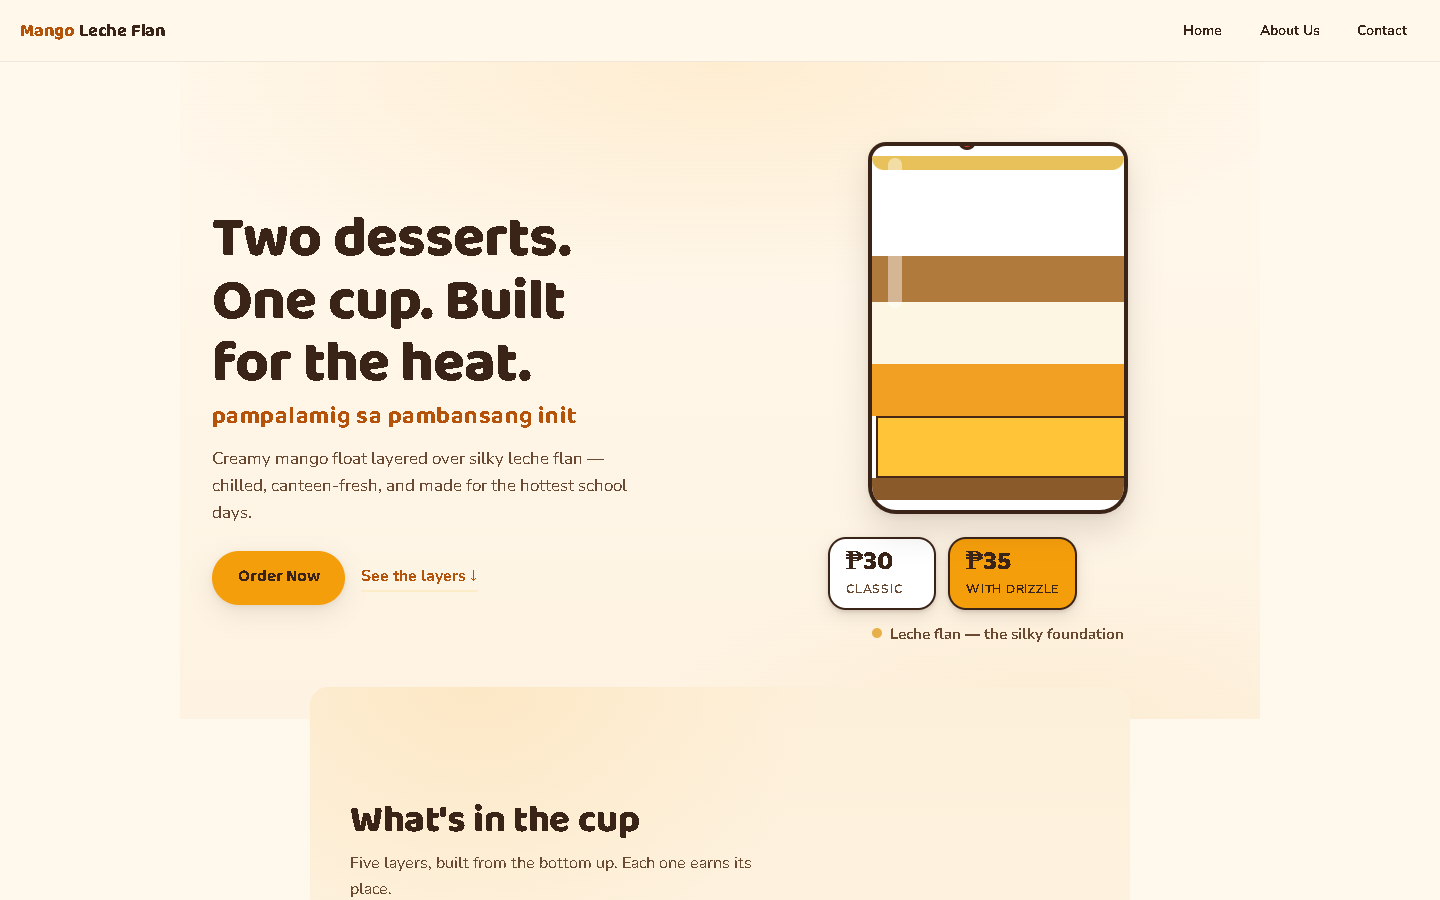 Mango Leche Flan
Home
About Us
Contact
Two desserts.
One cup. Built
for the heat.
pampalamig sa pambansang init
Creamy mango float layered over silky leche flan —
chilled, canteen-fresh, and made for the hottest school
days.
Order Now
See the layers ↓
₱30
CLASSIC
₱35
WITH DRIZZLE
Leche flan — the silky foundation
What's in the cup
Five layers, built from the bottom up. Each one earns its
place.